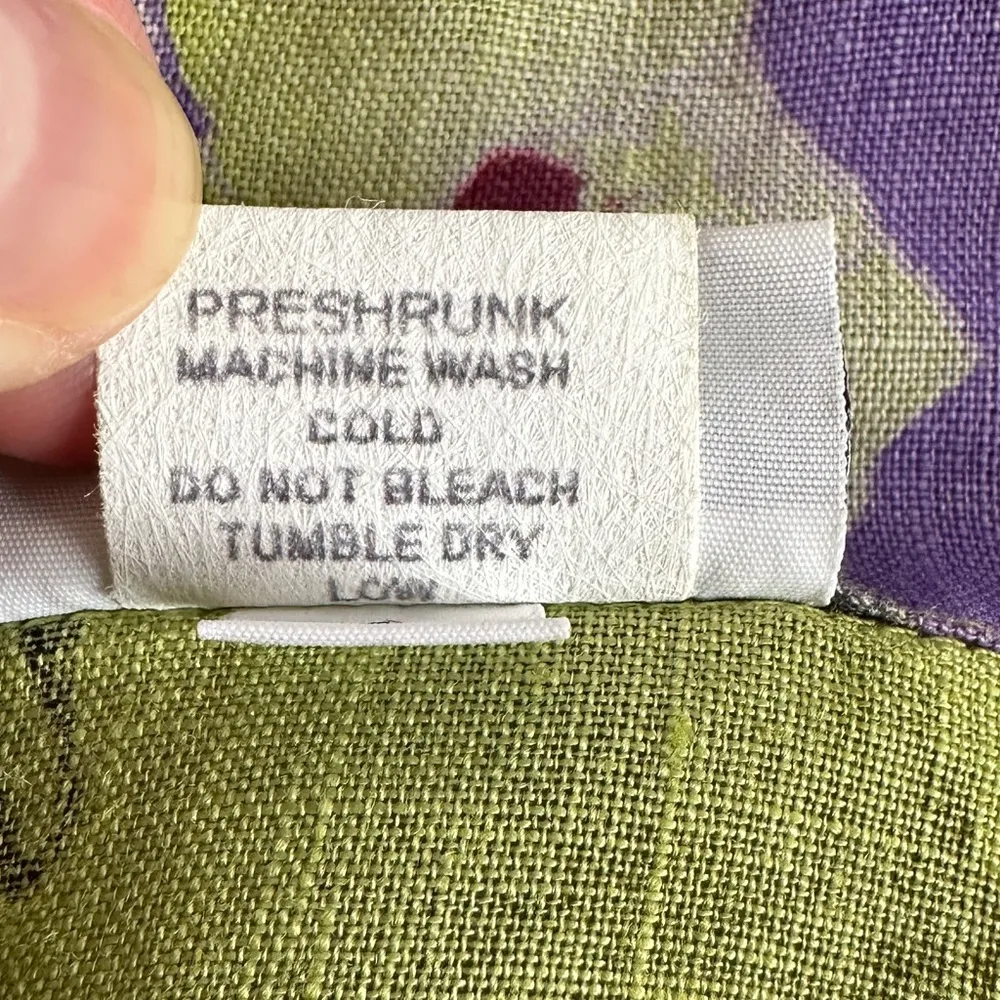 PRESHRUNK
MACHINE WASH
COLD
DO NOT BLEACH
TUMBLE DRY
LOW